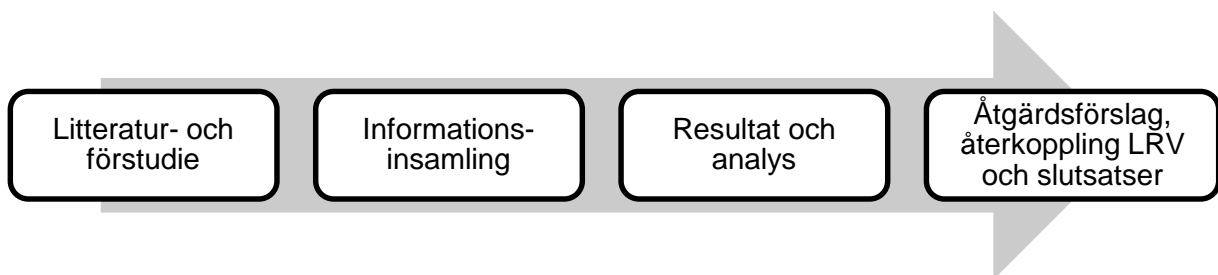 Litteratur- och
förstudie
Informations-
insamling
Resultat och
analys
Åtgärdsförslag,
återkoppling LRV
och slutsatser